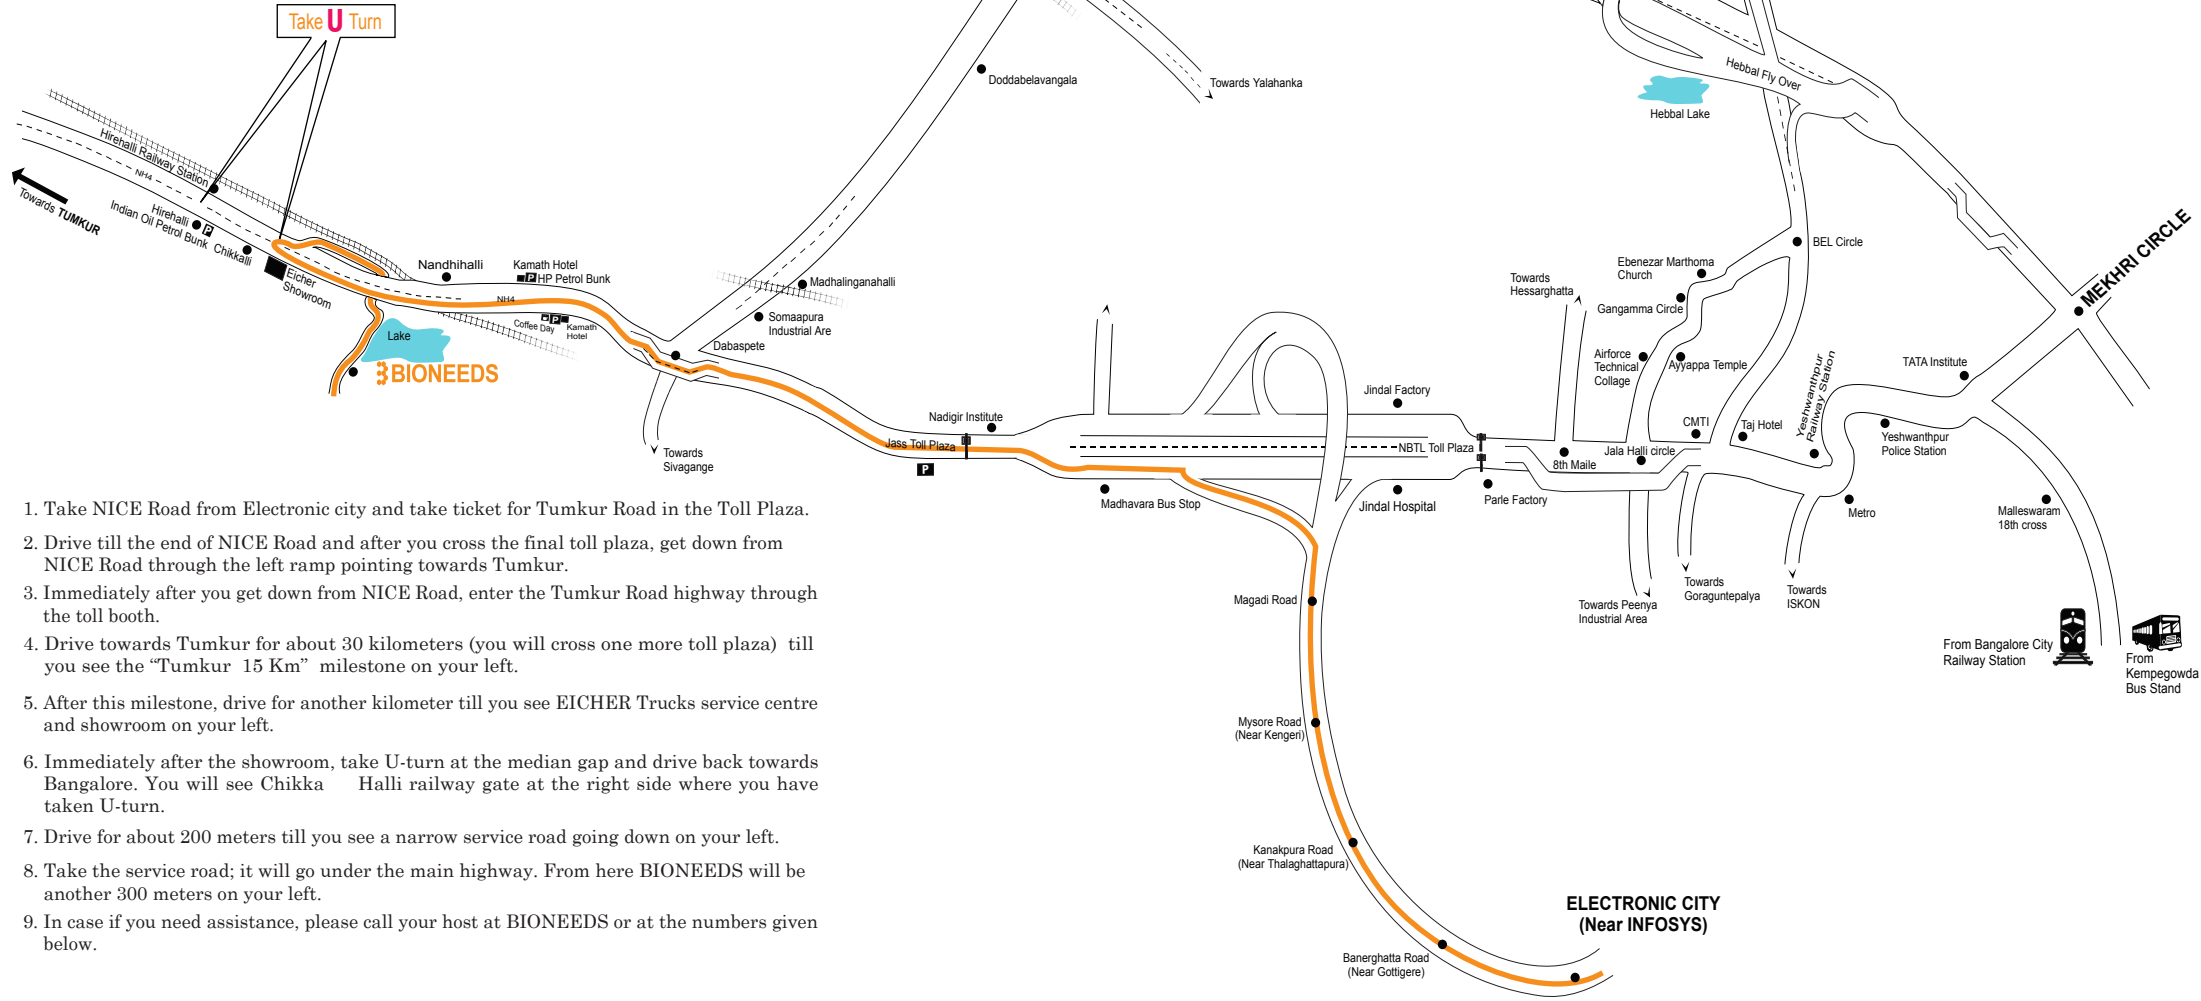 Take U Turn
Doddabelavangala
Towards Yalahanka
Hebbal Fly Over
Hebbal Lake
Hirehalli Railway Station
NH4
Towards TUMKUR
Hirehalli
Indian Oil Petrol Bunk
P
Chikkalli
Eicher
Showroom
Nandhihalli
Kamath Hotel
P HP Petrol Bunk
NH4
Coffee Day
P
Kamath
Hotel
Lake
BIONEEDS
Madhalinganahalli
Somaapura
Industrial Are
Dabaspete
Towards
Sivagange
Nadigir Institute
Jass Toll Plaza
P
Madhavara Bus Stop
Jindal Factory
NBTL Toll Plaza
Jindal Hospital
Parle Factory
8th Maile
Jala Halli circle
Towards
Hessarghatta
Ebenezar Marthoma
Church
Gangamma Circle
Airforce
Technical
Collage
Ayyappa Temple
BEL Circle
CMTI
Taj Hotel
Yeshwanthpur
Railway Station
TATA Institute
MEKHRI CIRCLE
Yeshwanthpur
Police Station
Metro
Malleswaram
18th cross
Towards Peenya
Industrial Area
Towards
Goraguntepalya
Towards
ISKON
From Bangalore City
Railway Station
From
Kempegowda
Bus Stand
Magadi Road
Mysore Road
(Near Kengeri)
Kanakpura Road
(Near Thalaghattapura)
Banerghatta Road
(Near Gottigere)
ELECTRONIC CITY
(Near INFOSYS)
1. Take NICE Road from Electronic city and take ticket for Tumkur Road in the Toll Plaza.
2. Drive till the end of NICE Road and after you cross the final toll plaza, get down from
NICE Road through the left ramp pointing towards Tumkur.
3. Immediately after you get down from NICE Road, enter the Tumkur Road highway through
the toll booth.
4. Drive towards Tumkur for about 30 kilometers (you will cross one more toll plaza) till
you see the “Tumkur 15 Km” milestone on your left.
5. After this milestone, drive for another kilometer till you see EICHER Trucks service centre
and showroom on your left.
6. Immediately after the showroom, take U-turn at the median gap and drive back towards
Bangalore. You will see Chikka Halli railway gate at the right side where you have
taken U-turn.
7. Drive for about 200 meters till you see a narrow service road going down on your left.
8. Take the service road; it will go under the main highway. From here BIONEEDS will be
another 300 meters on your left.
9. In case if you need assistance, please call your host at BIONEEDS or at the numbers given
below.